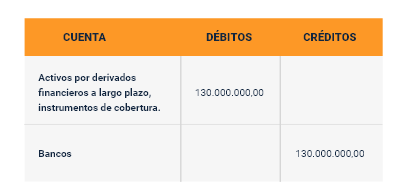 CUENTA DÉBITOS CRÉDITOS
Activos por derivados
financieros a largo plazo, 130.000.000,00
instrumentos de cobertura.
Bancos 130.000.000,00